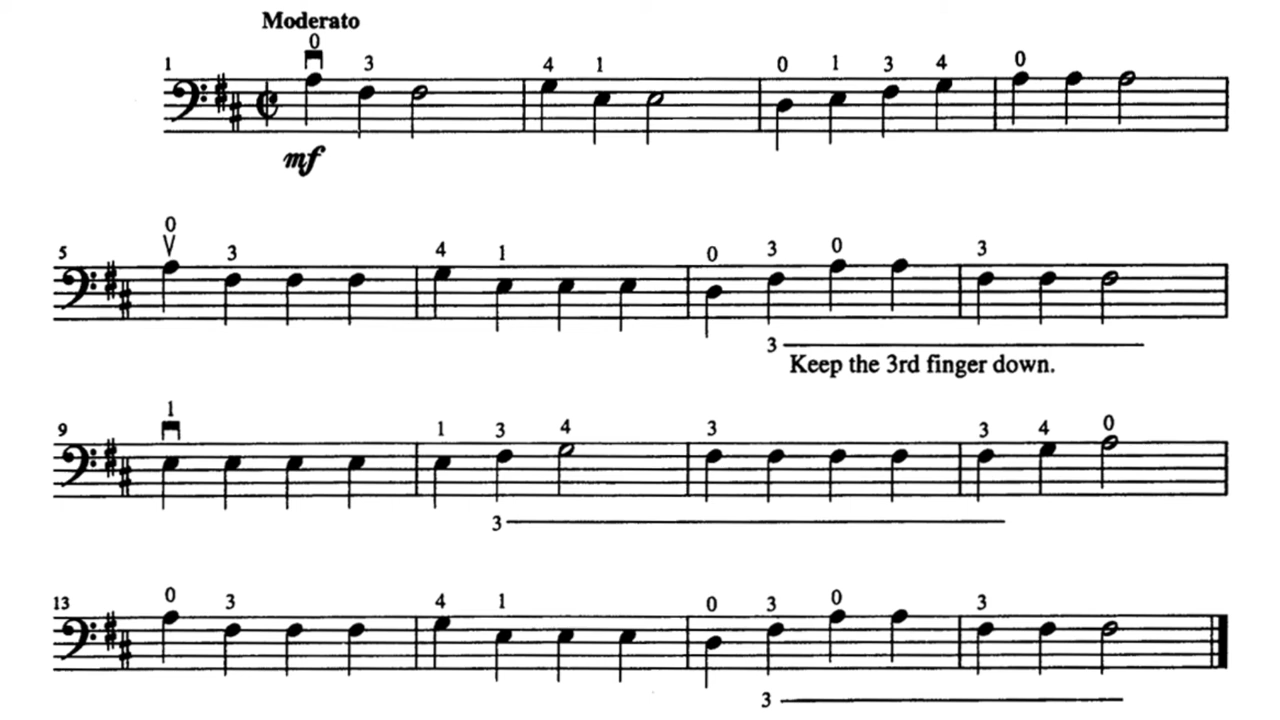 Moderato
0
1 3 4 1 0 1 3 4 0
mf
0
5 3 4 1 0 3 0 3
3
Keep the 3rd finger down.
1
9 1 3 4 3 3 4 0
3
13 0 3 4 1 0 3 0 3
3